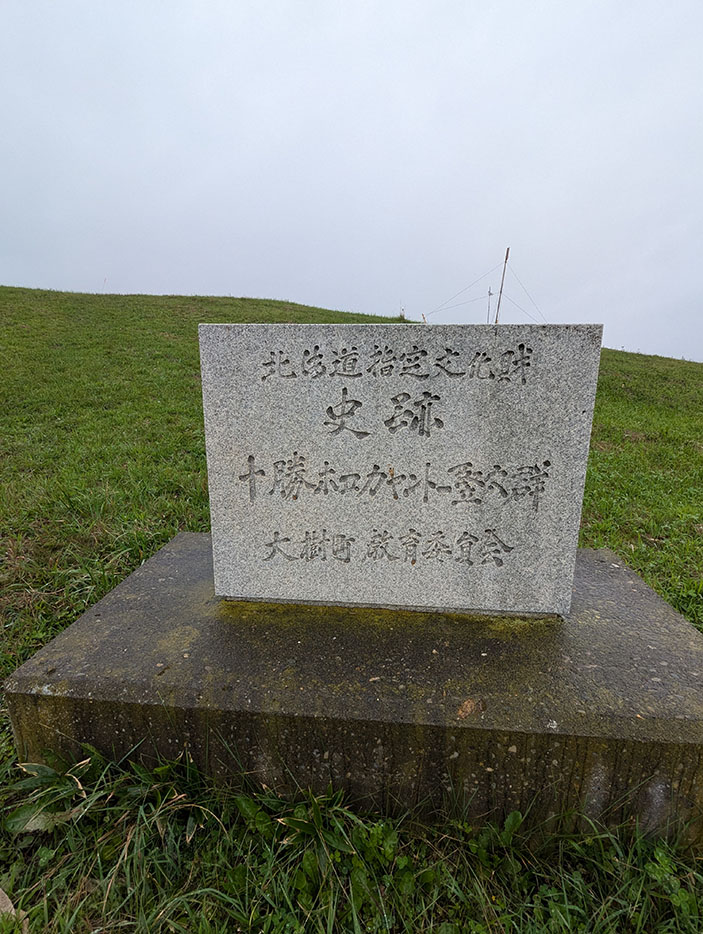 北海道指定文化財
史跡
十勝ホロカヤントー竪穴群
大樹町教育委員会